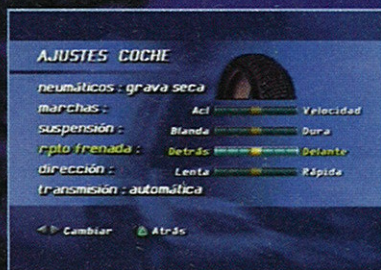 AJUSTES COCHE
neumáticos : grava seca
marchas : Acl Velocidad
suspensión : Blanda Dura
rpto frenada : Detrás Delante
dirección : Lenta Rápida
transmisión : automática
Cambiar Atrás